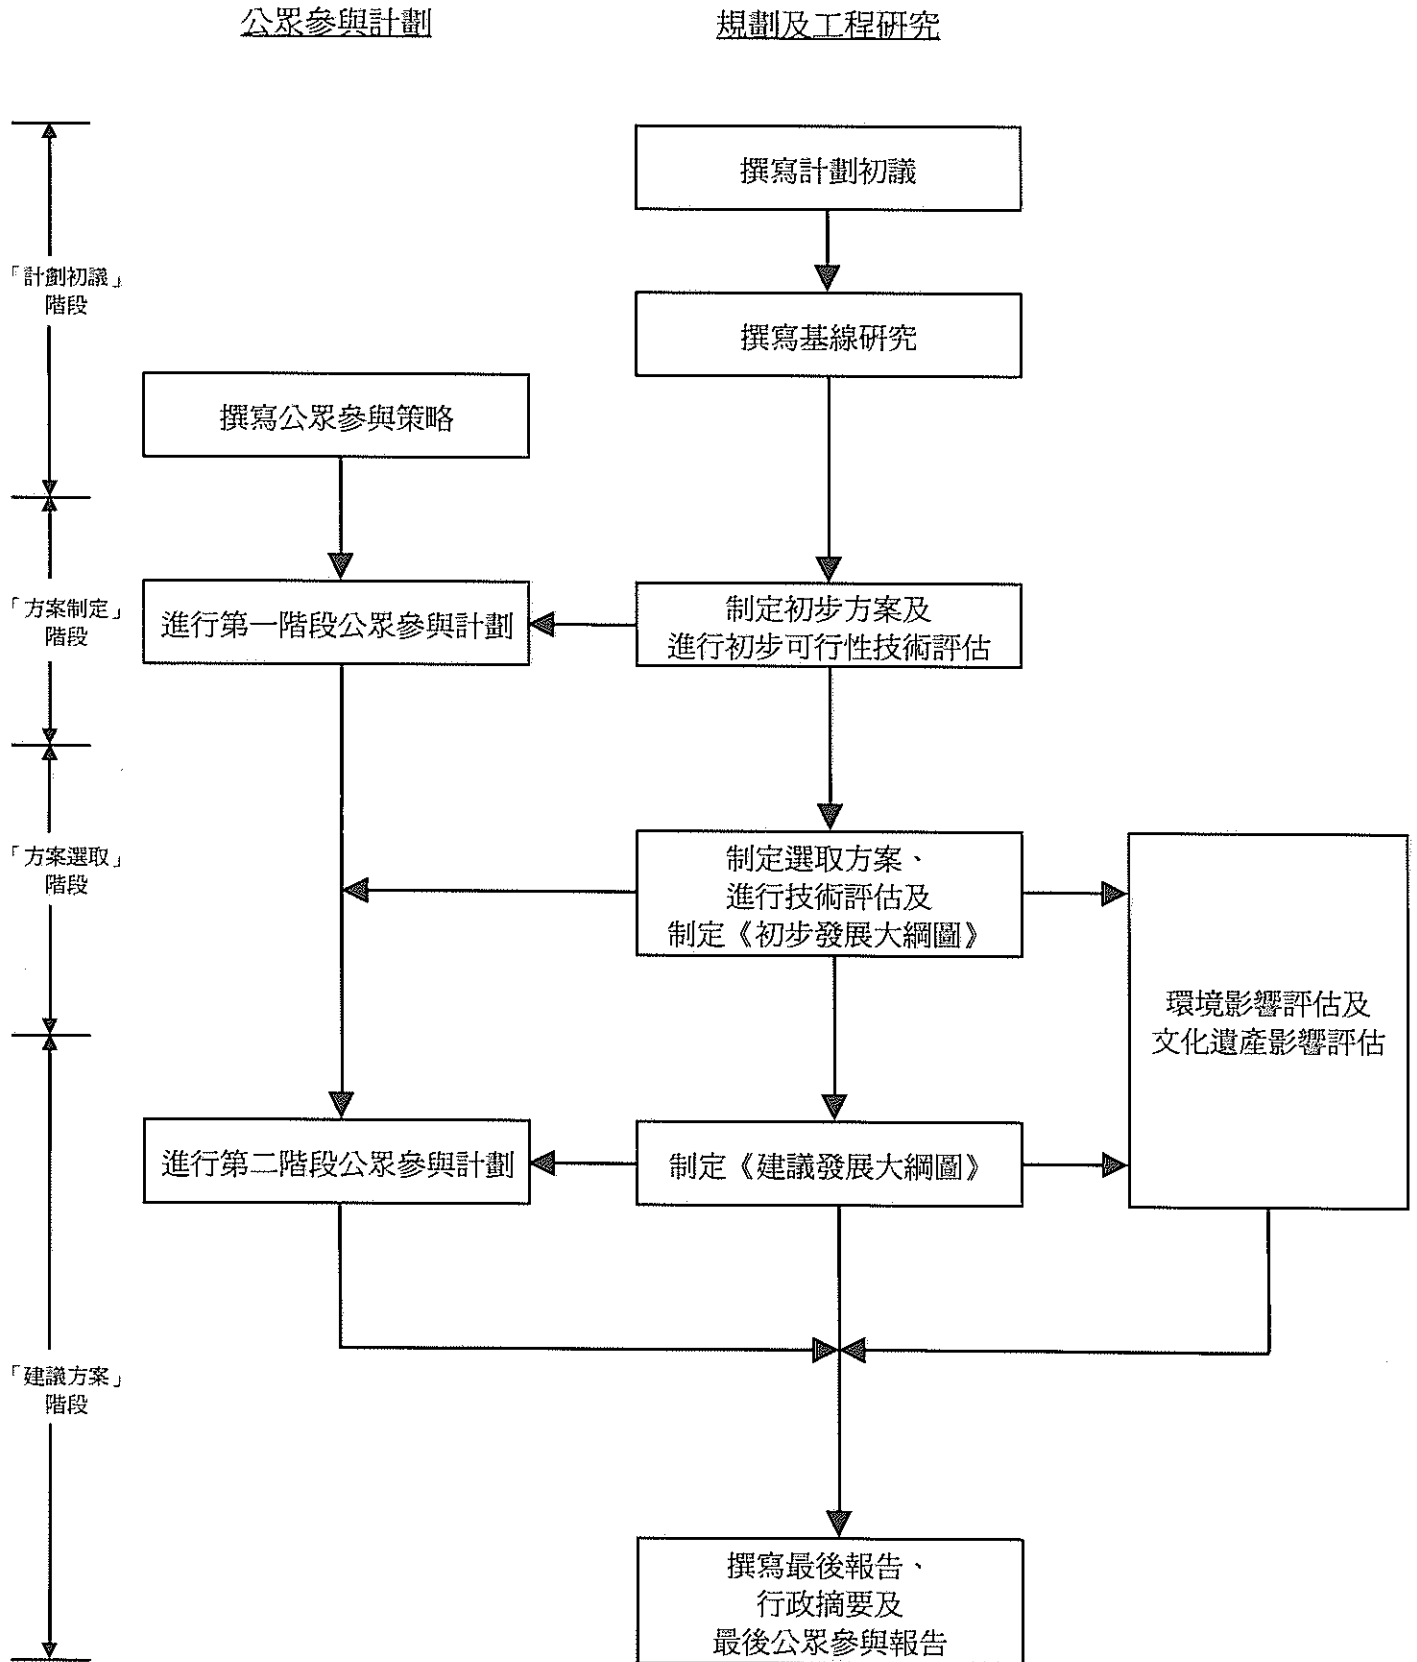 公眾參與計劃
規劃及工程研究
撰寫計劃初議
「計劃初議」
階段
撰寫基線研究
撰寫公眾參與策略
「方案制定」
階段
進行第一階段公眾參與計劃
制定初步方案及
進行初步可行性技術評估
「方案選取」
階段
制定選取方案、
進行技術評估及
制定《初步發展大綱圖》
環境影響評估及
文化遺產影響評估
進行第二階段公眾參與計劃
制定《建議發展大綱圖》
「建議方案」
階段
撰寫最後報告、
行政摘要及
最後公眾參與報告